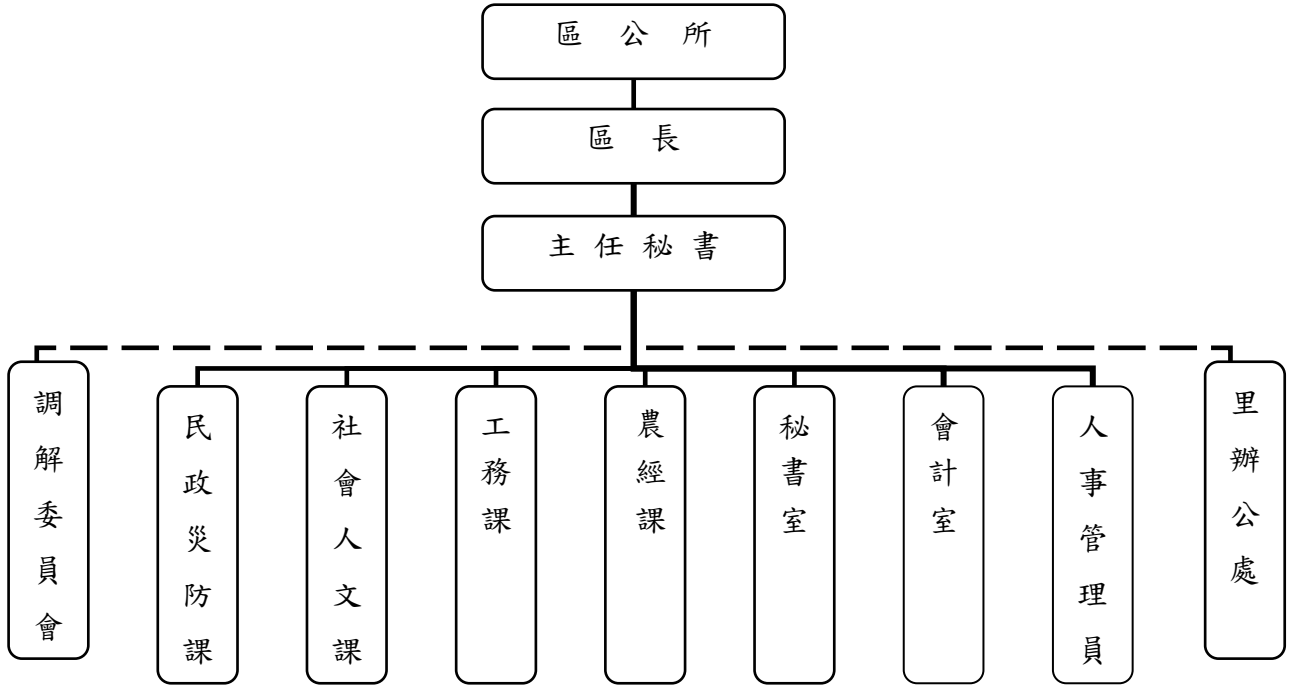 區公所
區長
主任秘書
調解委員會
民政災防課
社會人文課
工務課
農經課
秘書室
會計室
人事管理員
里辦公處